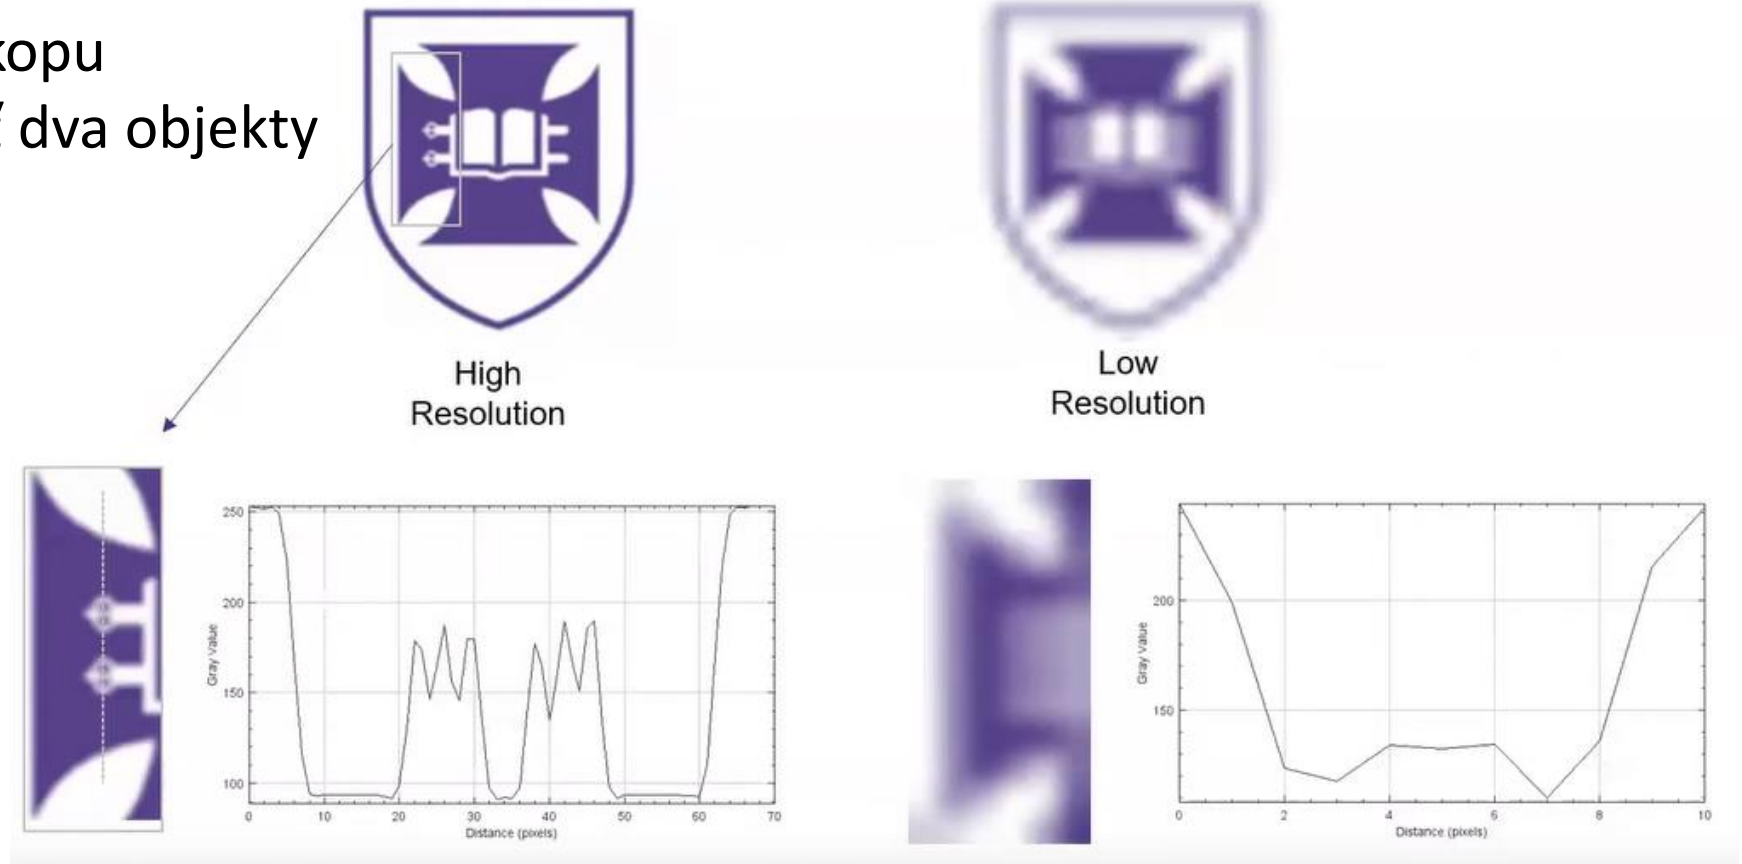 kopu
dva objekty
High
Resolution
Low
Resolution
250
200
150
100
Gray Value
0 10 20 30 40 50 60 70
Distance (pixels)
200
150
Gray Value
0 2 4 6 8 10
Distance (pixels)